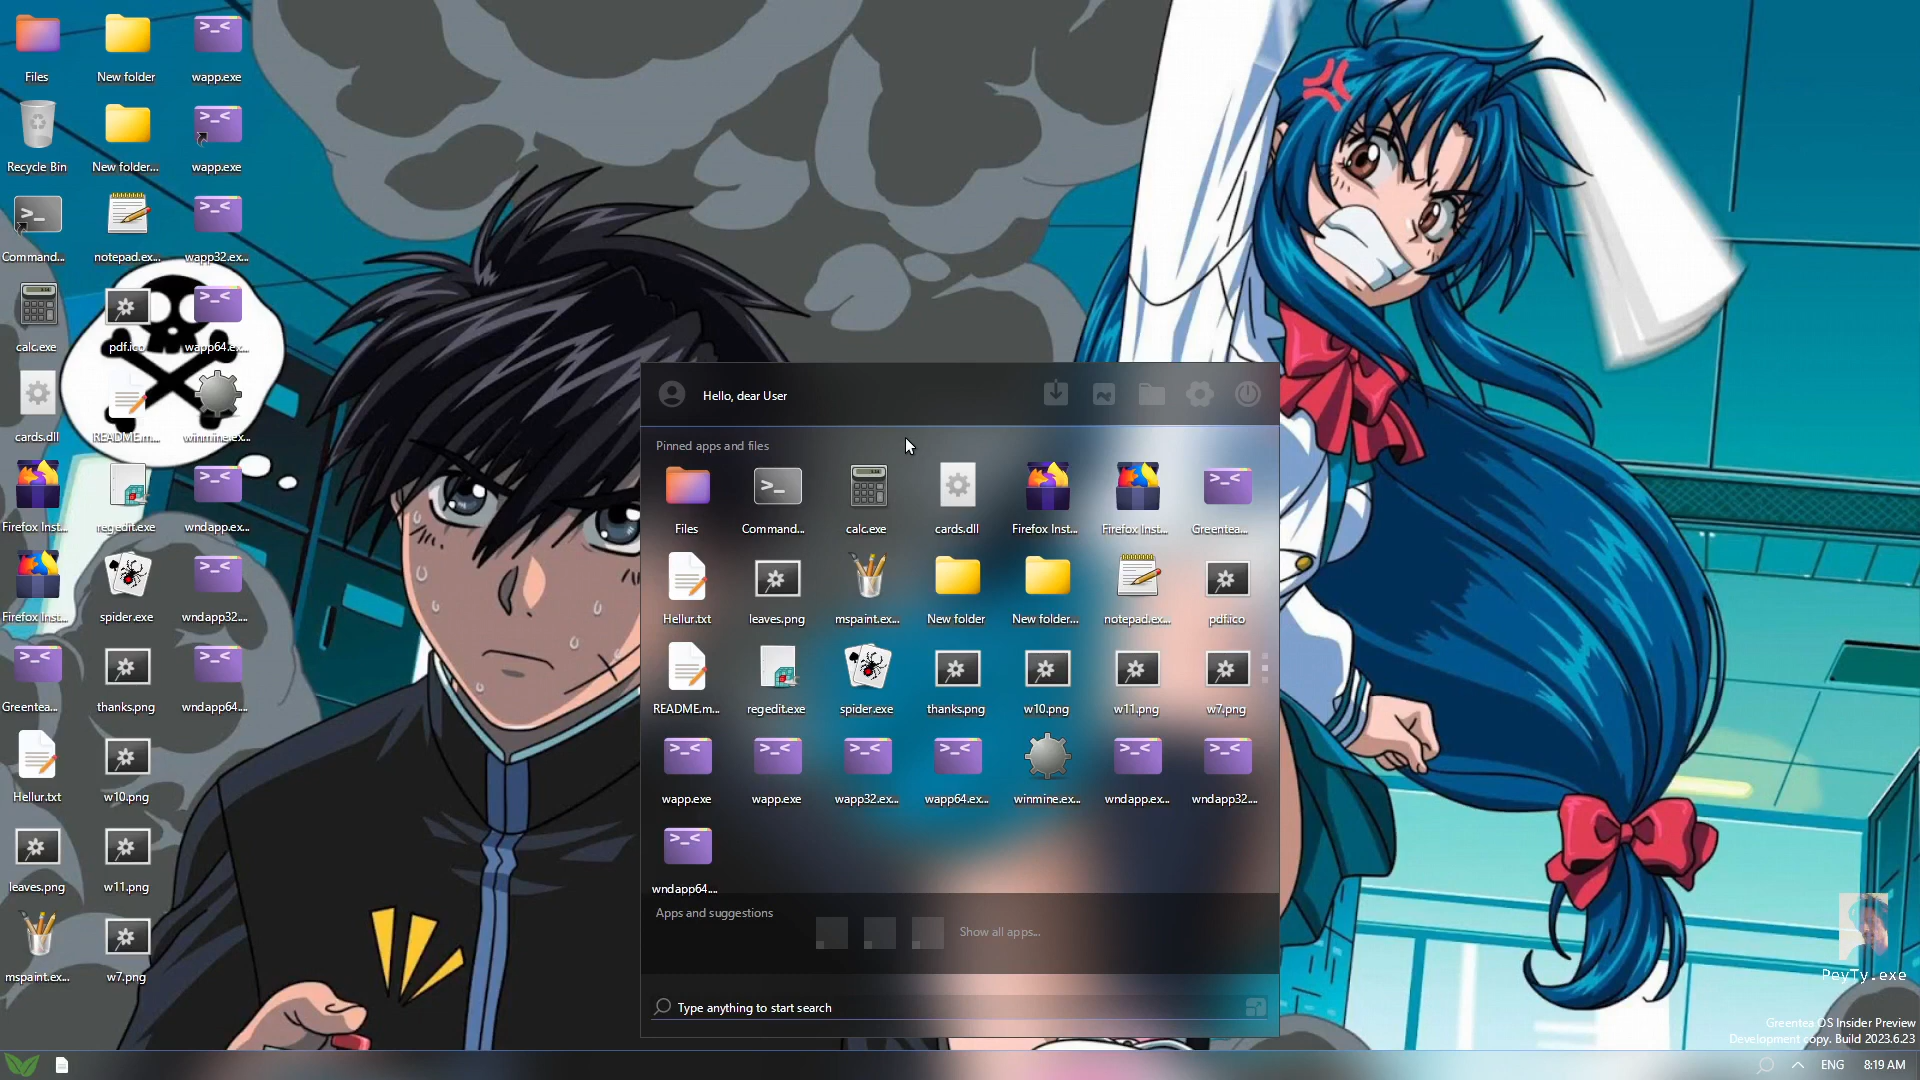 Files
New folder
wapp.exe
Recycle Bin
New folder...
wapp.exe
Command...
notepad.ex...
wapp32.ex...
calc.exe
pdf.ico
wapp64.ex...
cards.dll
README.m...
winmine.ex...
Firefox Inst...
regedit.exe
wndapp.ex...
Firefox Inst...
spider.exe
wndapp32....
Greentea...
thanks.png
wndapp64....
Hellur.txt
w10.png
leaves.png
w11.png
mspaint.ex...
w7.png
Hello, dear User
Pinned apps and files
Files
Command...
calc.exe
cards.dll
Firefox Inst...
Firefox Inst...
Greentea...
Hellur.txt
leaves.png
mspaint.ex...
New folder
New folder...
notepad.ex...
pdf.ico
README.m...
regedit.exe
spider.exe
thanks.png
w10.png
w11.png
w7.png
wapp.exe
wapp.exe
wapp32.ex...
wapp64.ex...
winmine.ex...
wndapp.ex...
wndapp32....
wndapp64....
Apps and suggestions
Show all apps...
Type anything to start search
PeyTy.exe
Greentea OS Insider Preview
Development copy. Build 2023.6.23
ENG
8:19 AM